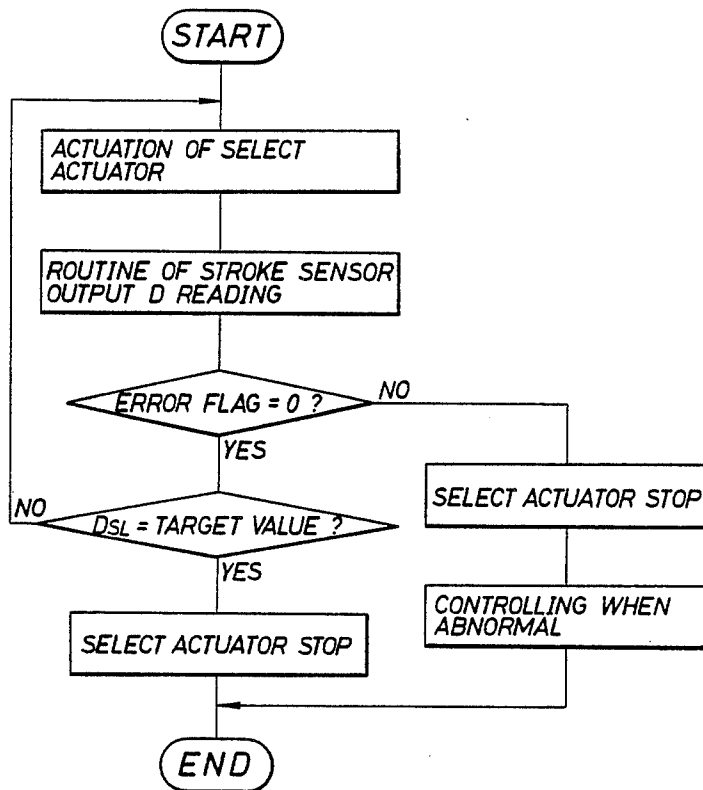 START
ACTUATION OF SELECT
ACTUATOR
ROUTINE OF STROKE SENSOR
OUTPUT D READING
ERROR FLAG = 0 ?
NO
YES
NO
DSL = TARGET VALUE ?
YES
SELECT ACTUATOR STOP
SELECT ACTUATOR STOP
CONTROLLING WHEN
ABNORMAL
END